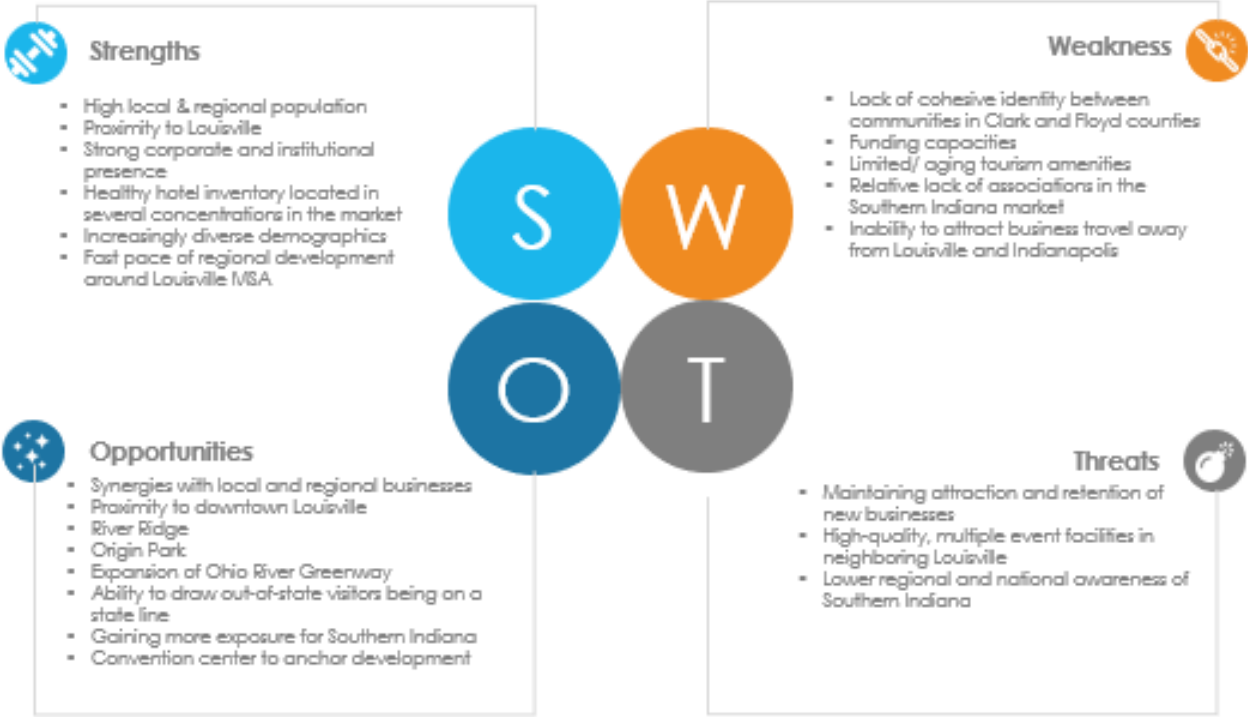 Strengths
▪ High local & regional population
▪ Proximity to Louisville
▪ Strong corporate and institutional
presence
▪ Healthy hotel inventory located in
several concentrations in the market
▪ Increasingly diverse demographics
▪ Fast pace of regional development
around Louisville MSA
Weakness
▪ Lack of cohesive identity between
communities in Clark and Floyd counties
▪ Funding capacities
▪ Limited/ aging tourism amenities
▪ Relative lack of associations in the
Southern Indiana market
▪ Inability to attract business travel away
from Louisville and Indianapolis
S
W
O
T
Opportunities
▪ Synergies with local and regional businesses
▪ Proximity to downtown Louisville
▪ River Ridge
▪ Origin Park
▪ Expansion of Ohio River Greenway
▪ Ability to draw out-of-state visitors being on a
state line
▪ Gaining more exposure for Southern Indiana
▪ Convention center to anchor development
Threats
▪ Maintaining attraction and retention of
new businesses
▪ High-quality, multiple event facilities in
neighboring Louisville
▪ Lower regional and national awareness of
Southern Indiana